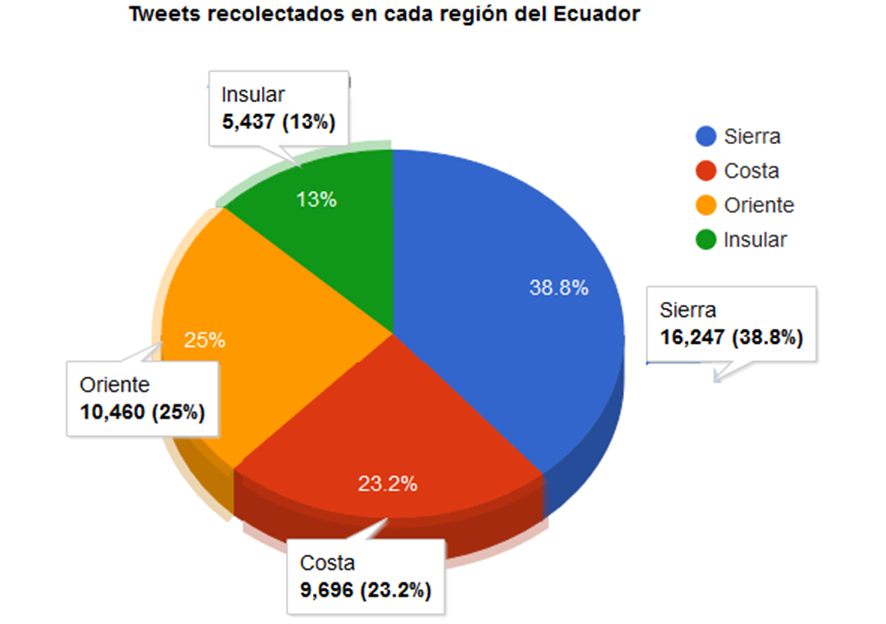 Tweets recolectados en cada región del Ecuador
Insular
5,437 (13%)
Sierra
Costa
Oriente
Insular
13%
38.8%
Sierra
16,247 (38.8%)
25%
Oriente
10,460 (25%)
23.2%
Costa
9,696 (23.2%)